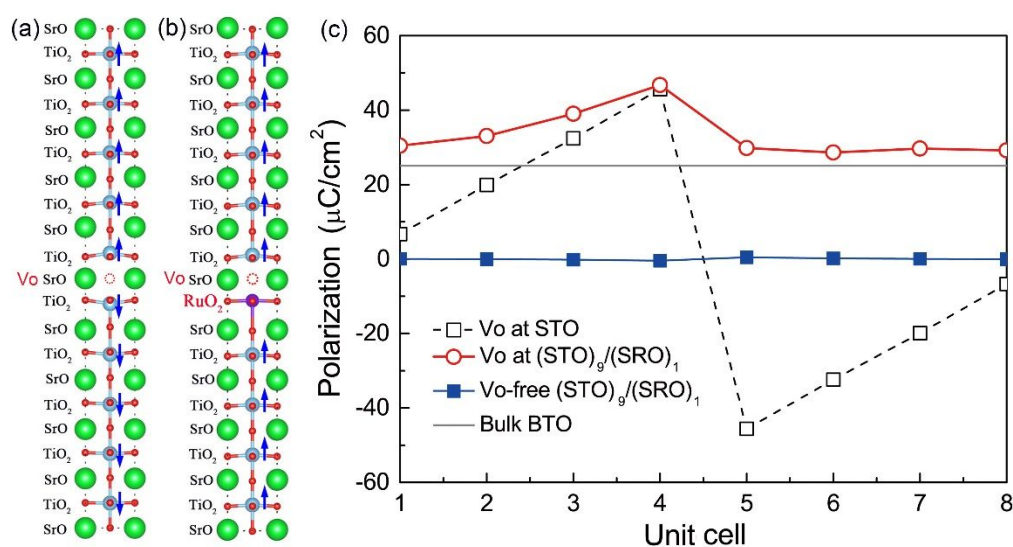 (a)
SrO
TiO₂
SrO
TiO₂
SrO
TiO₂
SrO
TiO₂
SrO
TiO₂
Vo SrO
TiO₂
SrO
TiO₂
SrO
TiO₂
SrO
TiO₂
SrO
TiO₂
SrO
(b)
SrO
TiO₂
SrO
TiO₂
SrO
TiO₂
SrO
TiO₂
SrO
TiO₂
Vo SrO
RuO₂
SrO
TiO₂
SrO
TiO₂
SrO
TiO₂
SrO
TiO₂
SrO
(c)
Polarization (μC/cm²)
60
40
20
0
-20
-40
-60
Vo at STO
Vo at (STO)₉/(SRO)₁
Vo-free (STO)₉/(SRO)₁
Bulk BTO
1 2 3 4 5 6 7 8
Unit cell